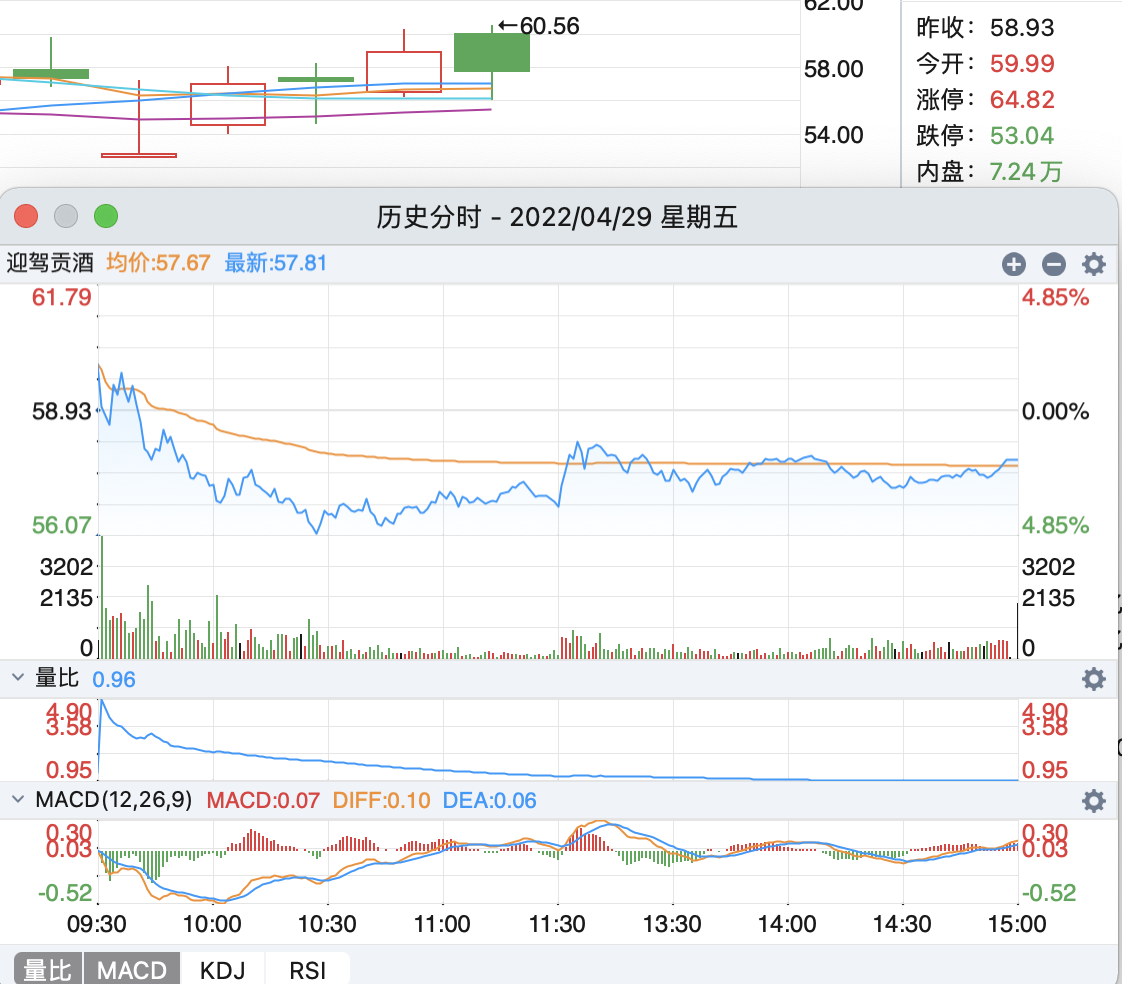 62.00
←60.56
58.00
54.00
昨收: 58.93
今开: 59.99
涨停: 64.82
跌停: 53.04
内盘: 7.24万
历史分时 - 2022/04/29 星期五
迎驾贡酒 均价:57.67 最新:57.81
61.79 4.85%
58.93 0.00%
56.07 4.85%
3202 3202
2135 2135
0 0
量比 0.96
4.90 4.90
3.58 3.58
0.95 0.95
MACD(12,26,9) MACD:0.07 DIFF:0.10 DEA:0.06
0.30 0.30
0.03 0.03
-0.52 -0.52
09:30 10:00 10:30 11:00 11:30 13:30 14:00 14:30 15:00
量比 MACD KDJ RSI